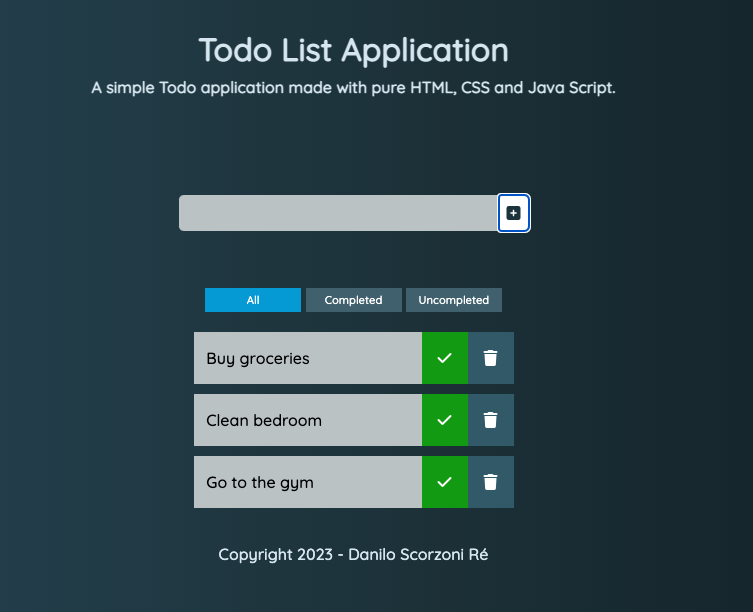 Todo List Application
A simple Todo application made with pure HTML, CSS and Java Script.
All Completed Uncompleted
Buy groceries
Clean bedroom
Go to the gym
Copyright 2023 - Danilo Scorzoni Ré